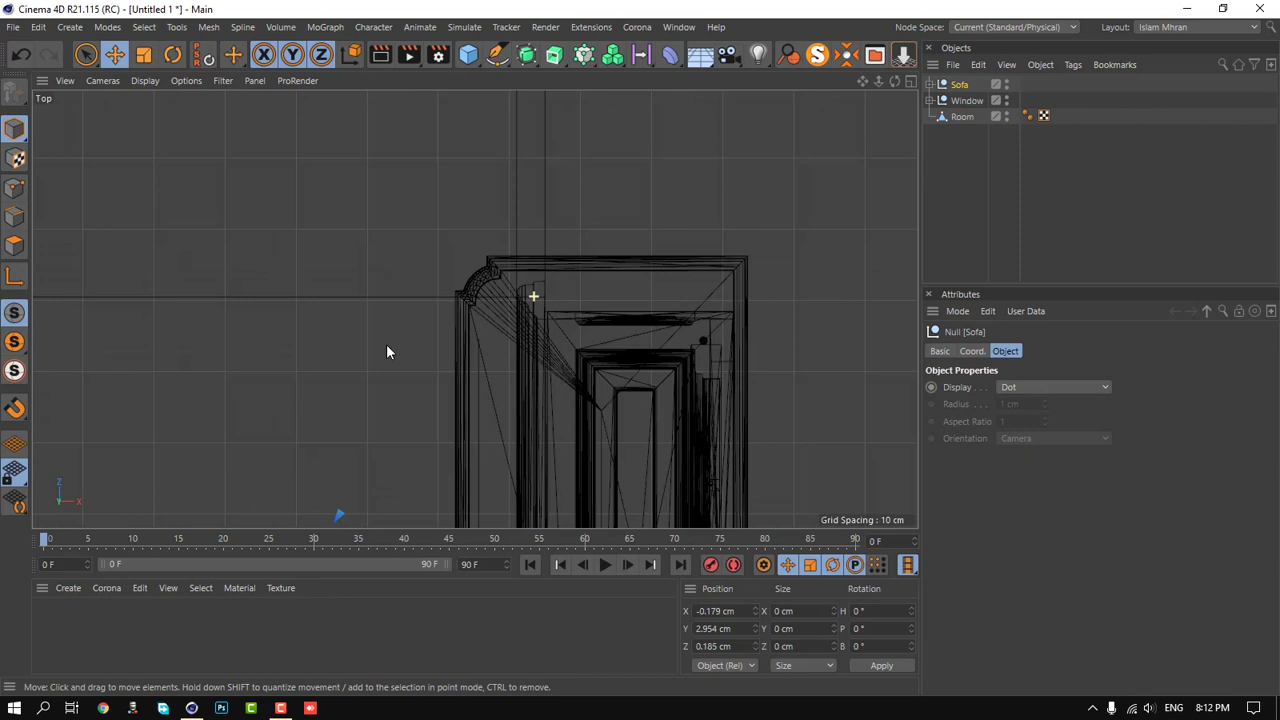 Cinema 4D R21.115 (RC) - [Untitled 1 *] - Main
File Edit Create Modes Select Tools Mesh Spline Volume MoGraph Character Animate Simulate Tracker Render Extensions Corona Window Help Node Space: Current (Standard/Physical) Layout: Islam Mhran
View Cameras Display Options Filter Panel ProRender
Top
Grid Spacing : 10 cm
0 5 10 15 20 25 30 35 40 45 50 55 60 65 70 75 80 85 90 0 F
0 F 0 F 90 F 90 F
Create Corona Edit View Select Material Texture
Position Size Rotation
X -0.179 cm X 0 cm H 0 °
Y 2.954 cm Y 0 cm P 0 °
Z 0.185 cm Z 0 cm B 0 °
Object (Rel) Size Apply
Move: Click and drag to move elements. Hold down SHIFT to quantize movement / add to the selection in point mode, CTRL to remove.
Objects
File Edit View Object Tags Bookmarks
Sofa
Window
Room
Attributes
Mode Edit User Data
Null [Sofa]
Basic Coord. Object
Object Properties
Display . . . Dot
Radius . . . 1 cm
Aspect Ratio 1
Orientation Camera
ENG 8:12 PM